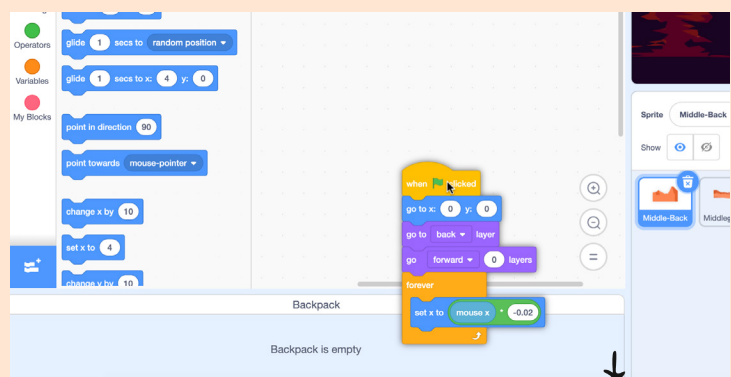 Operators
Variables
My Blocks
glide 1 secs to random position
glide 1 secs to x: 4 y: 0
point in direction 90
point towards mouse-pointer
change x by 10
set x to 4
change y by 10
when clicked
go to x: 0 y: 0
go to back layer
go forward 0 layers
forever
set x to mouse x * -0.02
Backpack
Backpack is empty
Sprite Middle-Back
Show
Middle-Back